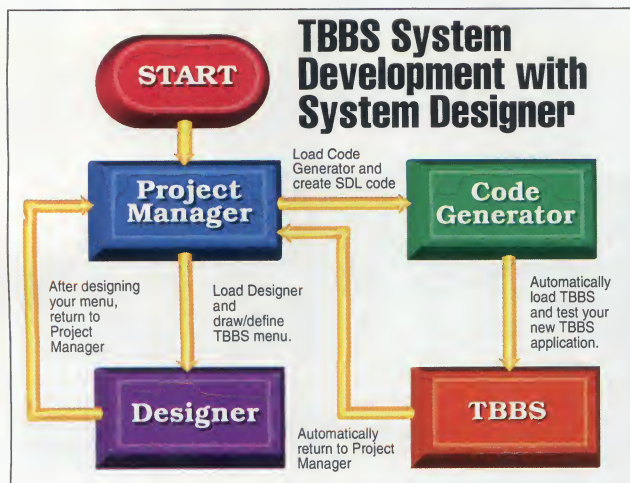 TBBS System
Development with
System Designer
START
Load Code
Generator and
create SDL code
Project
Manager
Code
Generator
After designing
your menu,
return to
Project
Manager
Load Designer
and
draw/define
TBBS menu.
Automatically
load TBBS
and test your
new TBBS
application.
Designer
TBBS
Automatically
return to Project
Manager